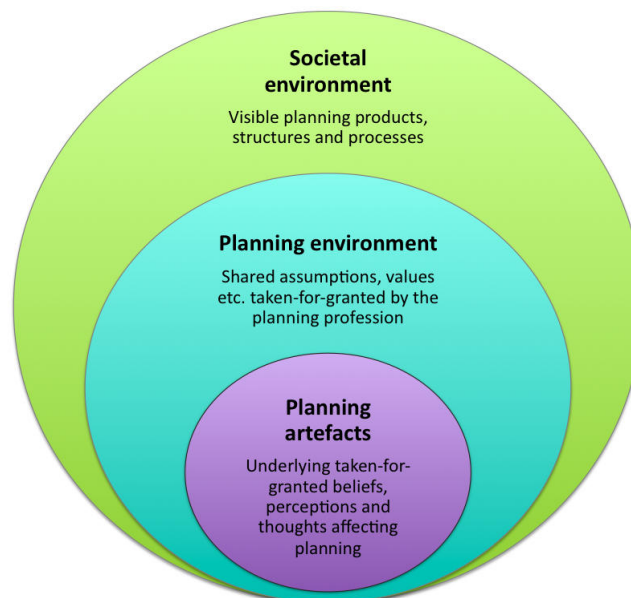 Societal
environment
Visible planning products,
structures and processes
Planning environment
Shared assumptions, values
etc. taken-for-granted by the
planning profession
Planning
artefacts
Underlying taken-for-
granted beliefs,
perceptions and
thoughts affecting
planning